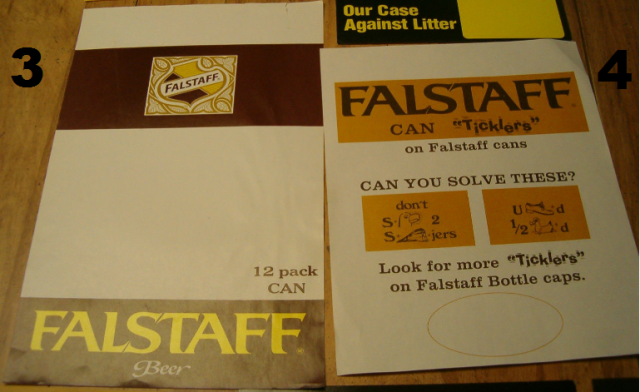 Our Case
Against Litter
3
FALSTAFF
12 pack
CAN
FALSTAFF
Beer
4
FALSTAFF
CAN "Ticklers"
on Falstaff cans
CAN YOU SOLVE THESE?
don't
S 2
S jers
U d
1/2 d
Look for more "Ticklers"
on Falstaff Bottle caps.